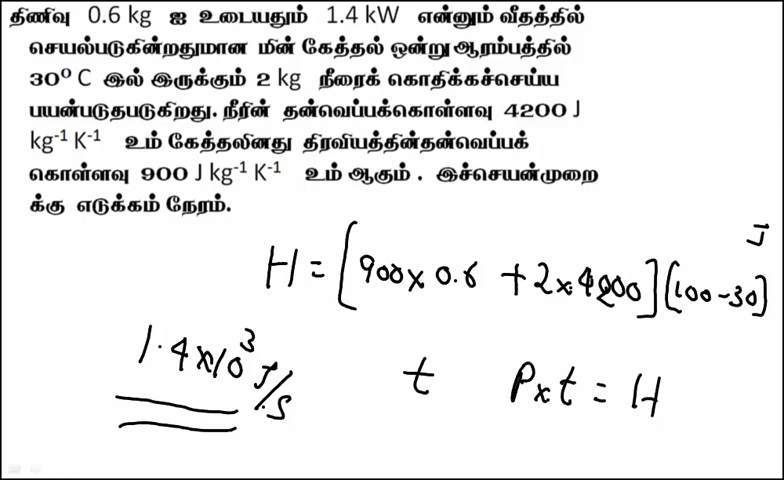 திணிவு 0.6 kg ஐ உடையதும் 1.4 kW என்னும் வீதத்தில்
செயல்படுகின்றதுமான மின் கேத்தல் ஒன்று ஆரம்பத்தில்
30⁰ C இல் இருக்கும் 2 kg நீரைக் கொதிக்கச்செய்ய
பயன்படுதபடுகிறது. நீரின் தன்வெப்பக்கொள்ளவு 4200 J
kg⁻¹ K⁻¹ உம் கேத்தலினது திரவியத்தின்தன்வெப்பக்
கொள்ளவு 900 J kg⁻¹ K⁻¹ உம் ஆகும் . இச்செயன்முறை
க்கு எடுக்கம் நேரம்.
J
H = [900 x 0.6 + 2 x 4200] [100 - 30]
1.4 x 10³ J/s
t P x t = H